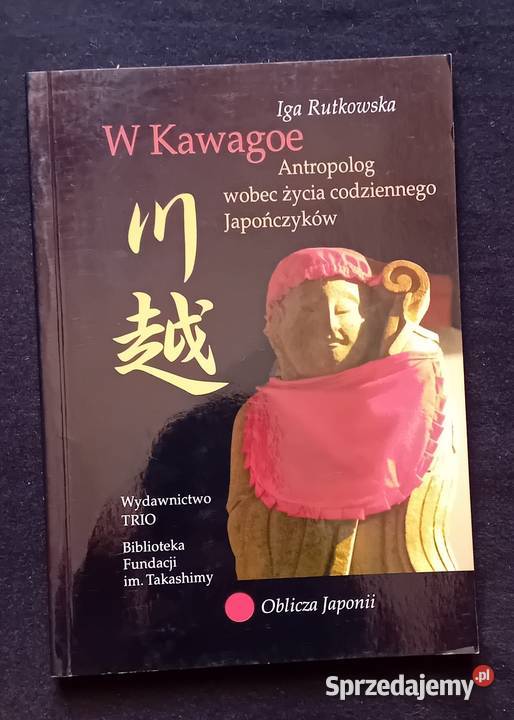 Iga Rutkowska
W Kawagoe
Antropolog
wobec życia codziennego
Japończyków
川
越
Wydawnictwo
TRIO
Biblioteka
Fundacji
im. Takashimy
Oblicza Japonii
Sprzedajemy.pl